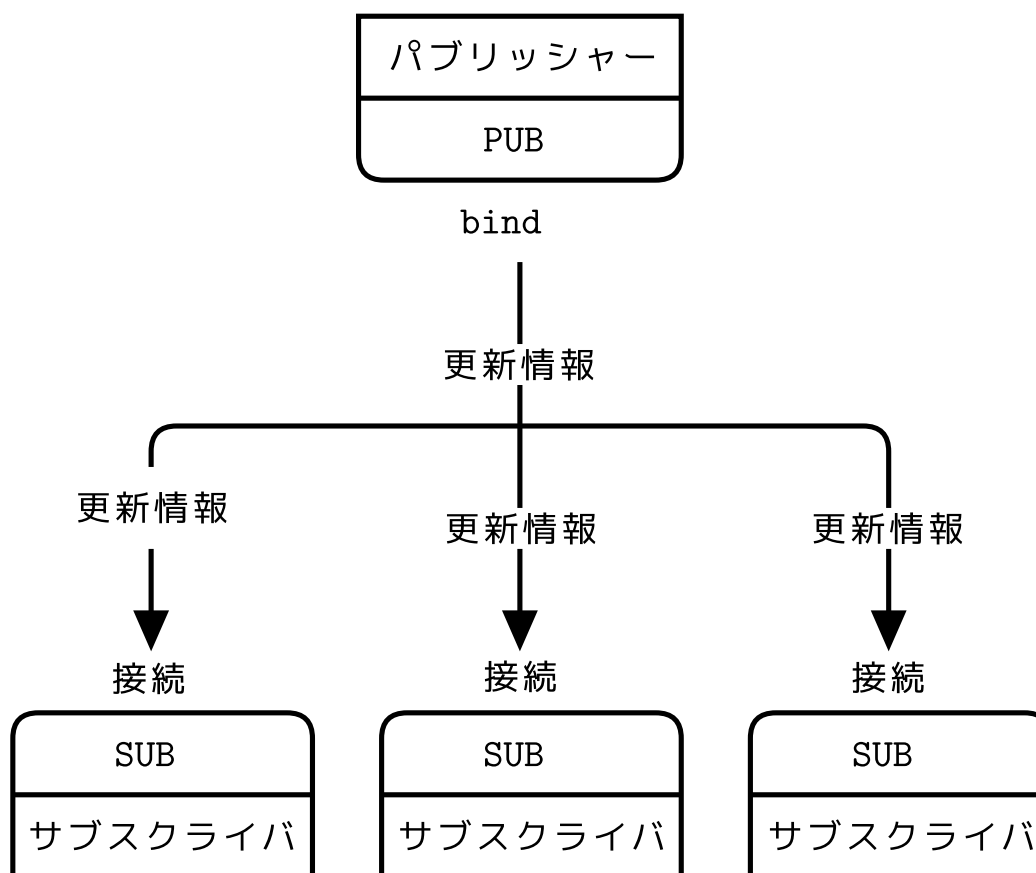 パブリッシャー
PUB
bind
更新情報
更新情報
更新情報
更新情報
接続
接続
接続
SUB
SUB
SUB
サブスクライバ
サブスクライバ
サブスクライバ